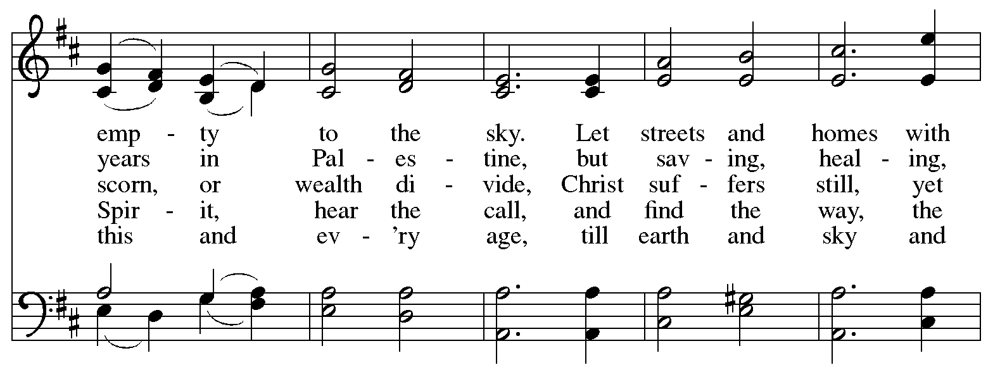 emp - ty to the sky. Let streets and homes with
years in Pal - es - tine, but sav - ing, heal - ing,
scorn, or wealth di - vide, Christ suf - fers still, yet
Spir - it, hear the call, and find the way, the
this and ev - 'ry age, till earth and sky and